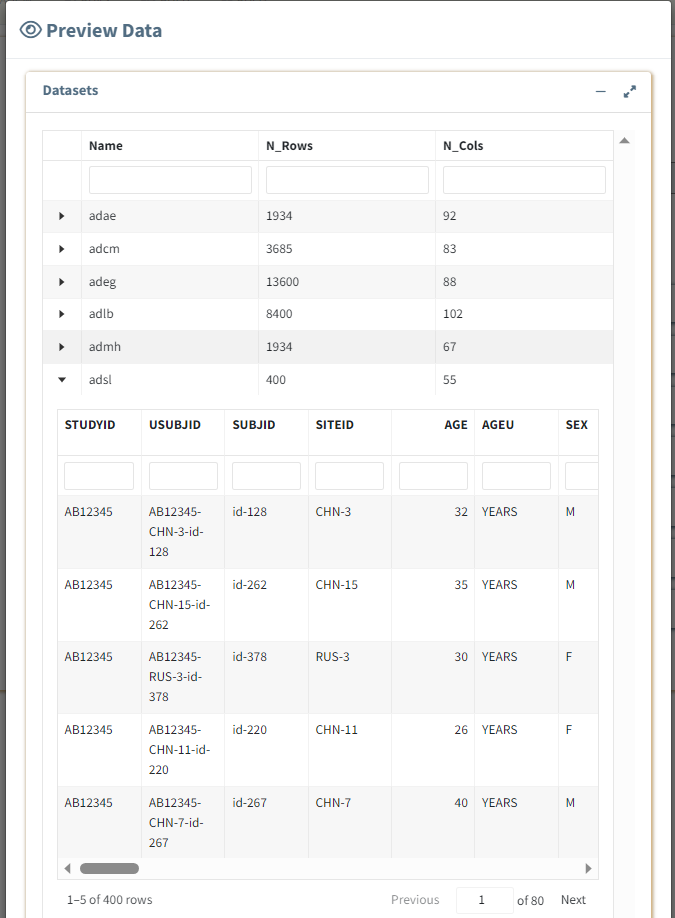 Preview Data
Datasets
Name N_Rows N_Cols
adae 1934 92
adcm 3685 83
adeg 13600 88
adlb 8400 102
admh 1934 67
adsl 400 55
STUDYID USUBJID SUBJID SITEID AGE AGEU SEX
AB12345 AB12345- id-128 CHN-3 32 YEARS M
CHN-3-id-
128
AB12345 AB12345- id-262 CHN-15 35 YEARS M
CHN-15-id-
262
AB12345 AB12345- id-378 RUS-3 30 YEARS F
RUS-3-id-
378
AB12345 AB12345- id-220 CHN-11 26 YEARS F
CHN-11-id-
220
AB12345 AB12345- id-267 CHN-7 40 YEARS M
CHN-7-id-
267
1–5 of 400 rows Previous 1 of 80 Next